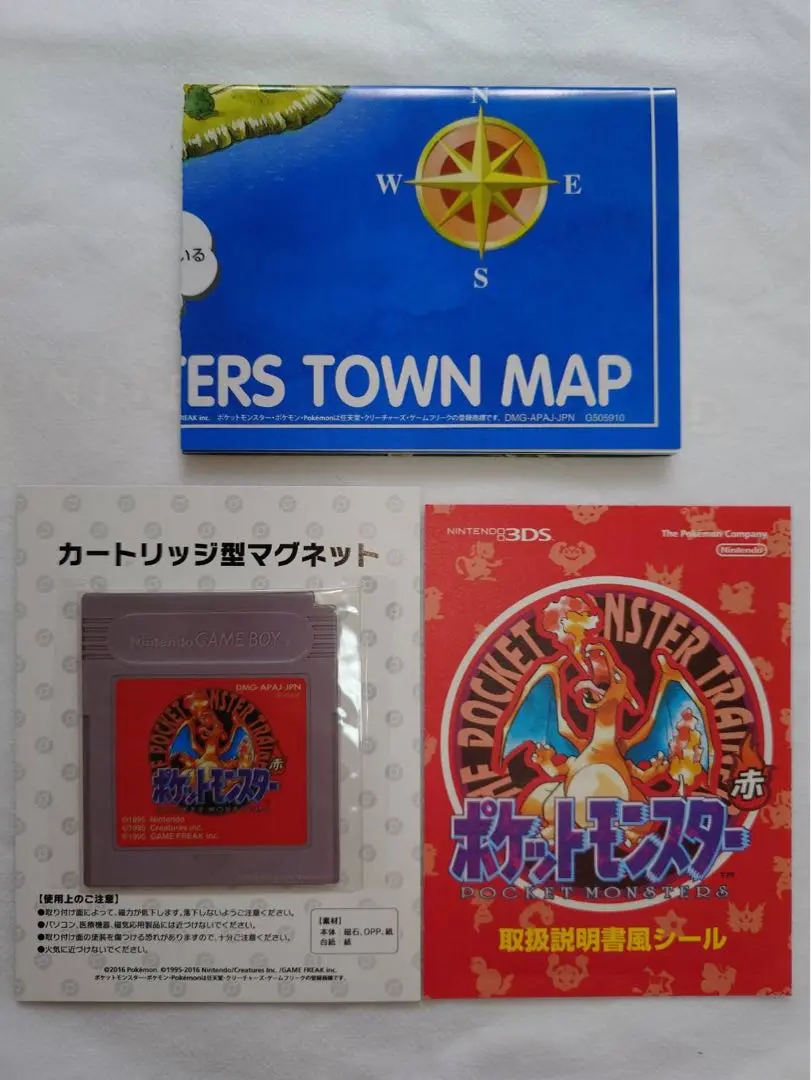 N
W
E
S
いる
TERS TOWN MAP
REAK inc. ポケットモンスター・ポケモン・Pokémonは任天堂・クリーチャーズ・ゲームフリークの登録商標です。 DMG-APAJ-JPN G505910
カートリッジ型マグネット
Nintendo GAME BOY
DMG-APAJ-JPN
THE POCKET MONSTER TRAINER
ポケットモンスター
赤
POCKET MONSTERS
©1995 Nintendo
©1995 Creatures inc.
©1995 GAME FREAK inc.
【使用上のご注意】
●取り付け面によって、磁力が低下します。落下しないようご注意ください。
●パソコン、医療機器、磁気応用製品には近づけないでください。
●取り付け面の塗装を傷つける恐れがありますので、十分ご注意ください。
●火気に近づけないでください。
【素材】
本体:磁石、OPP、紙
台紙:紙
©2016 Pokémon. ©1995-2016 Nintendo/Creatures Inc. /GAME FREAK inc.
ポケットモンスター・ポケモン・Pokémonは任天堂・クリーチャーズ・ゲームフリークの登録商標です。
NINTENDO 3DS
The Pokémon Company
Nintendo
THE POCKET MONSTER TRAI
ポケットモンスター
赤
TM
POCKET MONSTERS
取扱説明書風シール